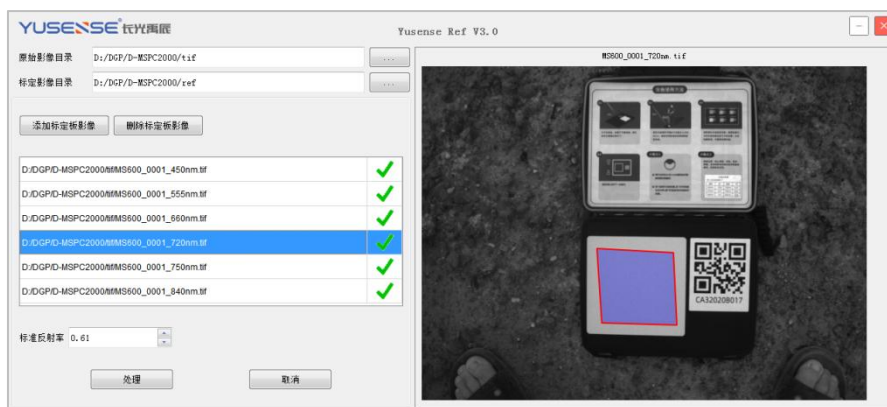 YUSENSE 长光禹辰
Yusense Ref V3.0
原始影像目录 D:/DGP/D-MSPC2000/tif ...
标定影像目录 D:/DGP/D-MSPC2000/ref ...
添加标定板影像 删除标定板影像
D:/DGP/D-MSPC2000/tif/MS600_0001_450nm.tif
D:/DGP/D-MSPC2000/tif/MS600_0001_555nm.tif
D:/DGP/D-MSPC2000/tif/MS600_0001_660nm.tif
D:/DGP/D-MSPC2000/tif/MS600_0001_720nm.tif
D:/DGP/D-MSPC2000/tif/MS600_0001_750nm.tif
D:/DGP/D-MSPC2000/tif/MS600_0001_840nm.tif
标准反射率 0.61
处理 取消
MS600_0001_720nm.tif
CA320208017